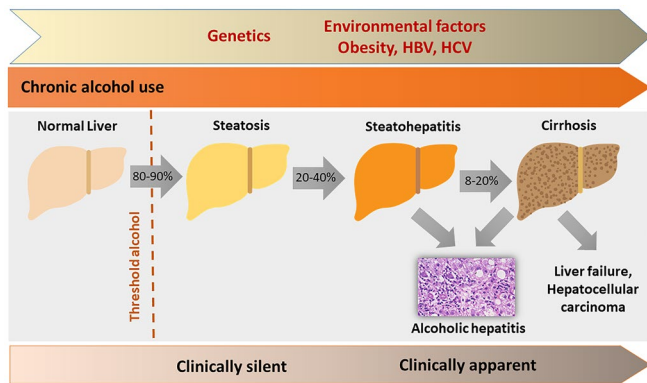 Genetics
Environmental factors
Obesity, HBV, HCV
Chronic alcohol use
Normal Liver
Steatosis
Steatohepatitis
Cirrhosis
80-90%
20-40%
8-20%
Threshold alcohol
Alcoholic hepatitis
Liver failure,
Hepatocellular
carcinoma
Clinically silent
Clinically apparent